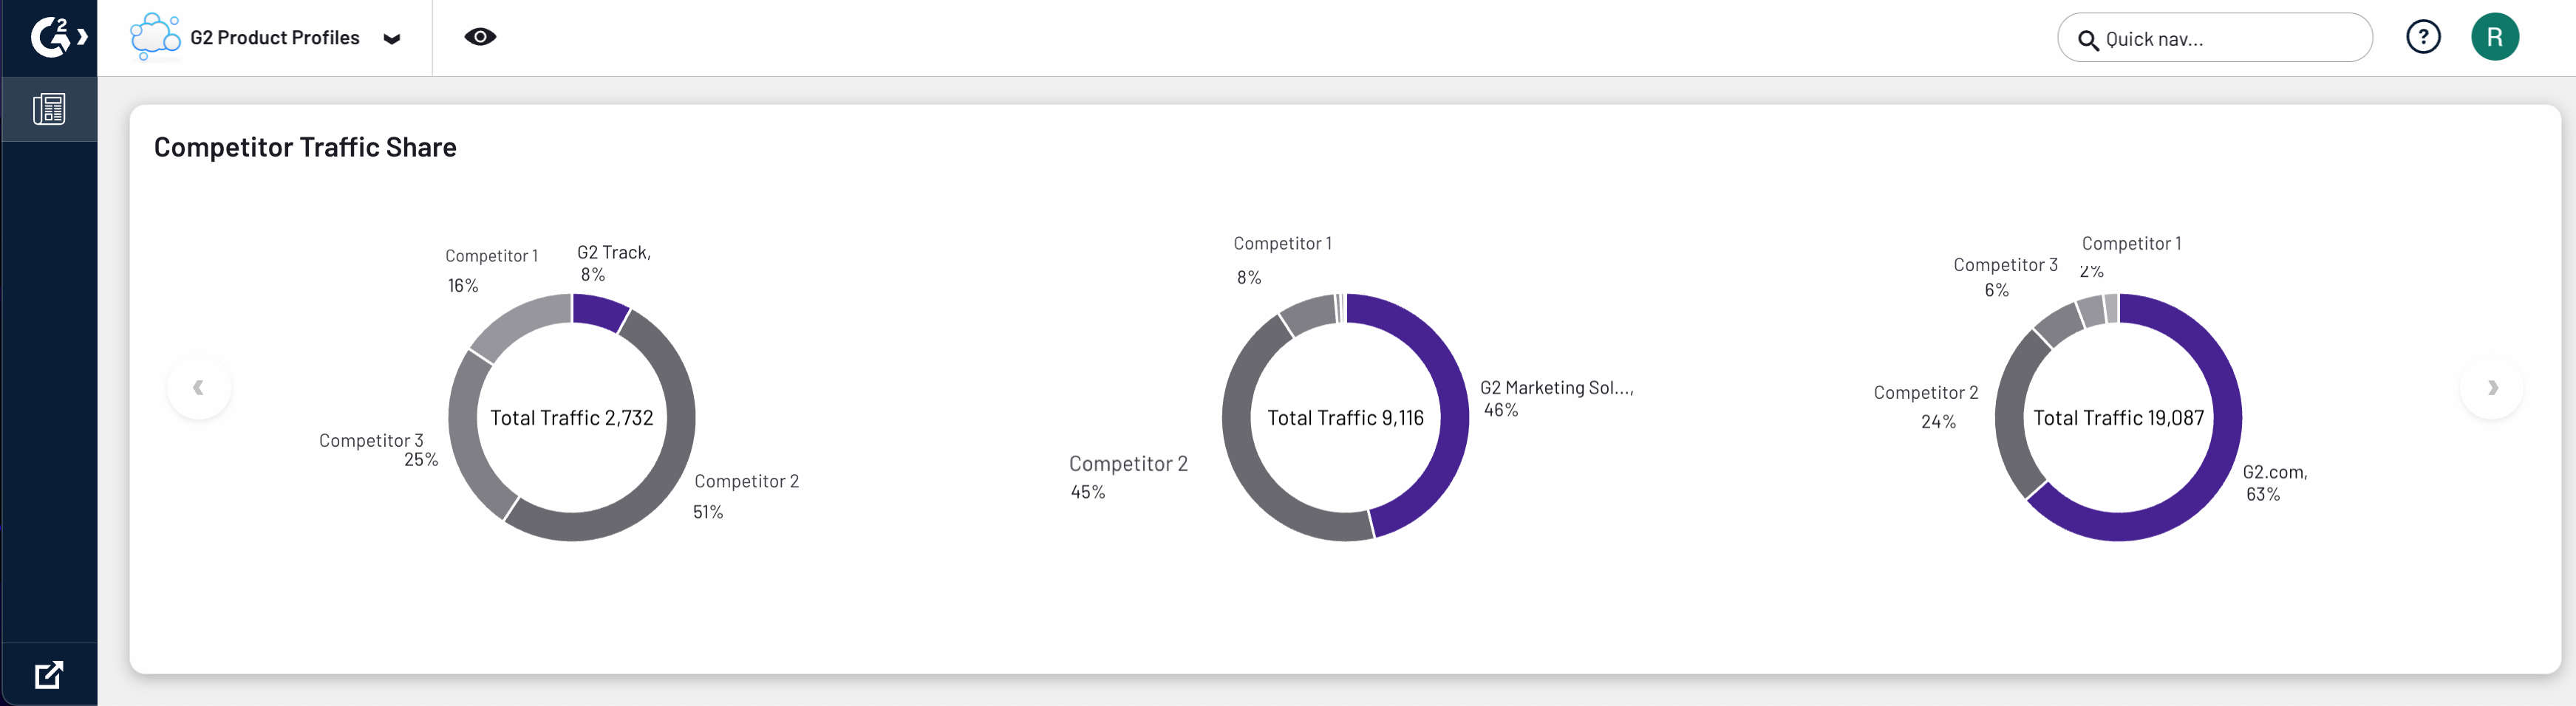 G2
G2 Product Profiles
Quick nav...
?
R
Competitor Traffic Share
Competitor 1
16%
G2 Track,
8%
Total Traffic 2,732
Competitor 3
25%
Competitor 2
51%
Competitor 1
8%
G2 Marketing Sol...,
46%
Total Traffic 9,116
Competitor 2
45%
Competitor 1
2%
Competitor 3
6%
Competitor 2
24%
Total Traffic 19,087
G2.com,
63%